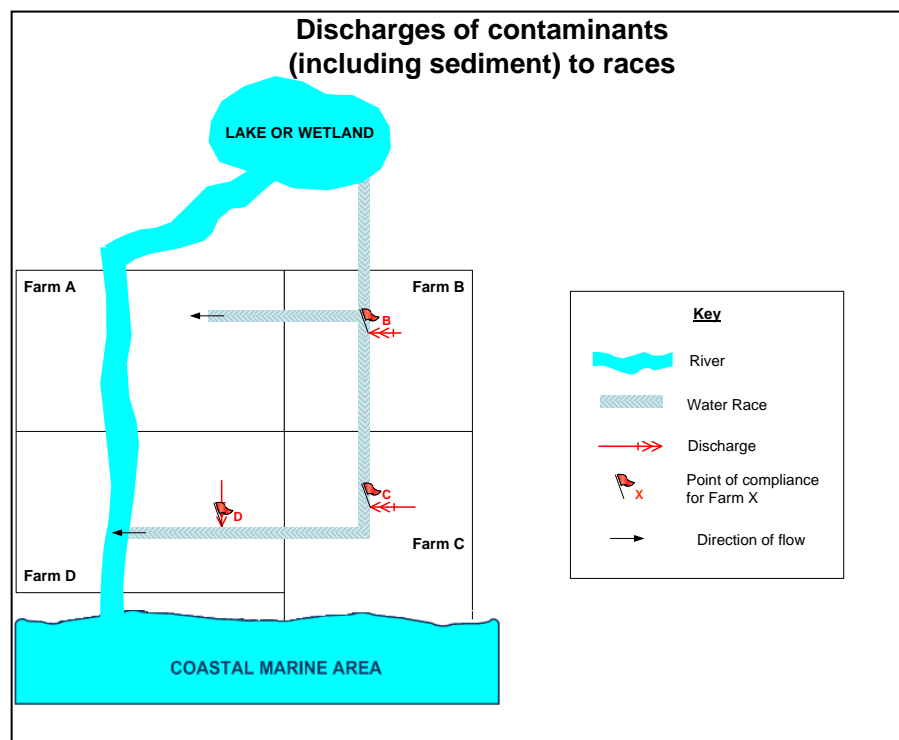 Discharges of contaminants
(including sediment) to races
LAKE OR WETLAND
Farm A
Farm B
B
C
D
Farm C
Farm D
COASTAL MARINE AREA
Key
River
Water Race
Discharge
X
Point of compliance
for Farm X
Direction of flow